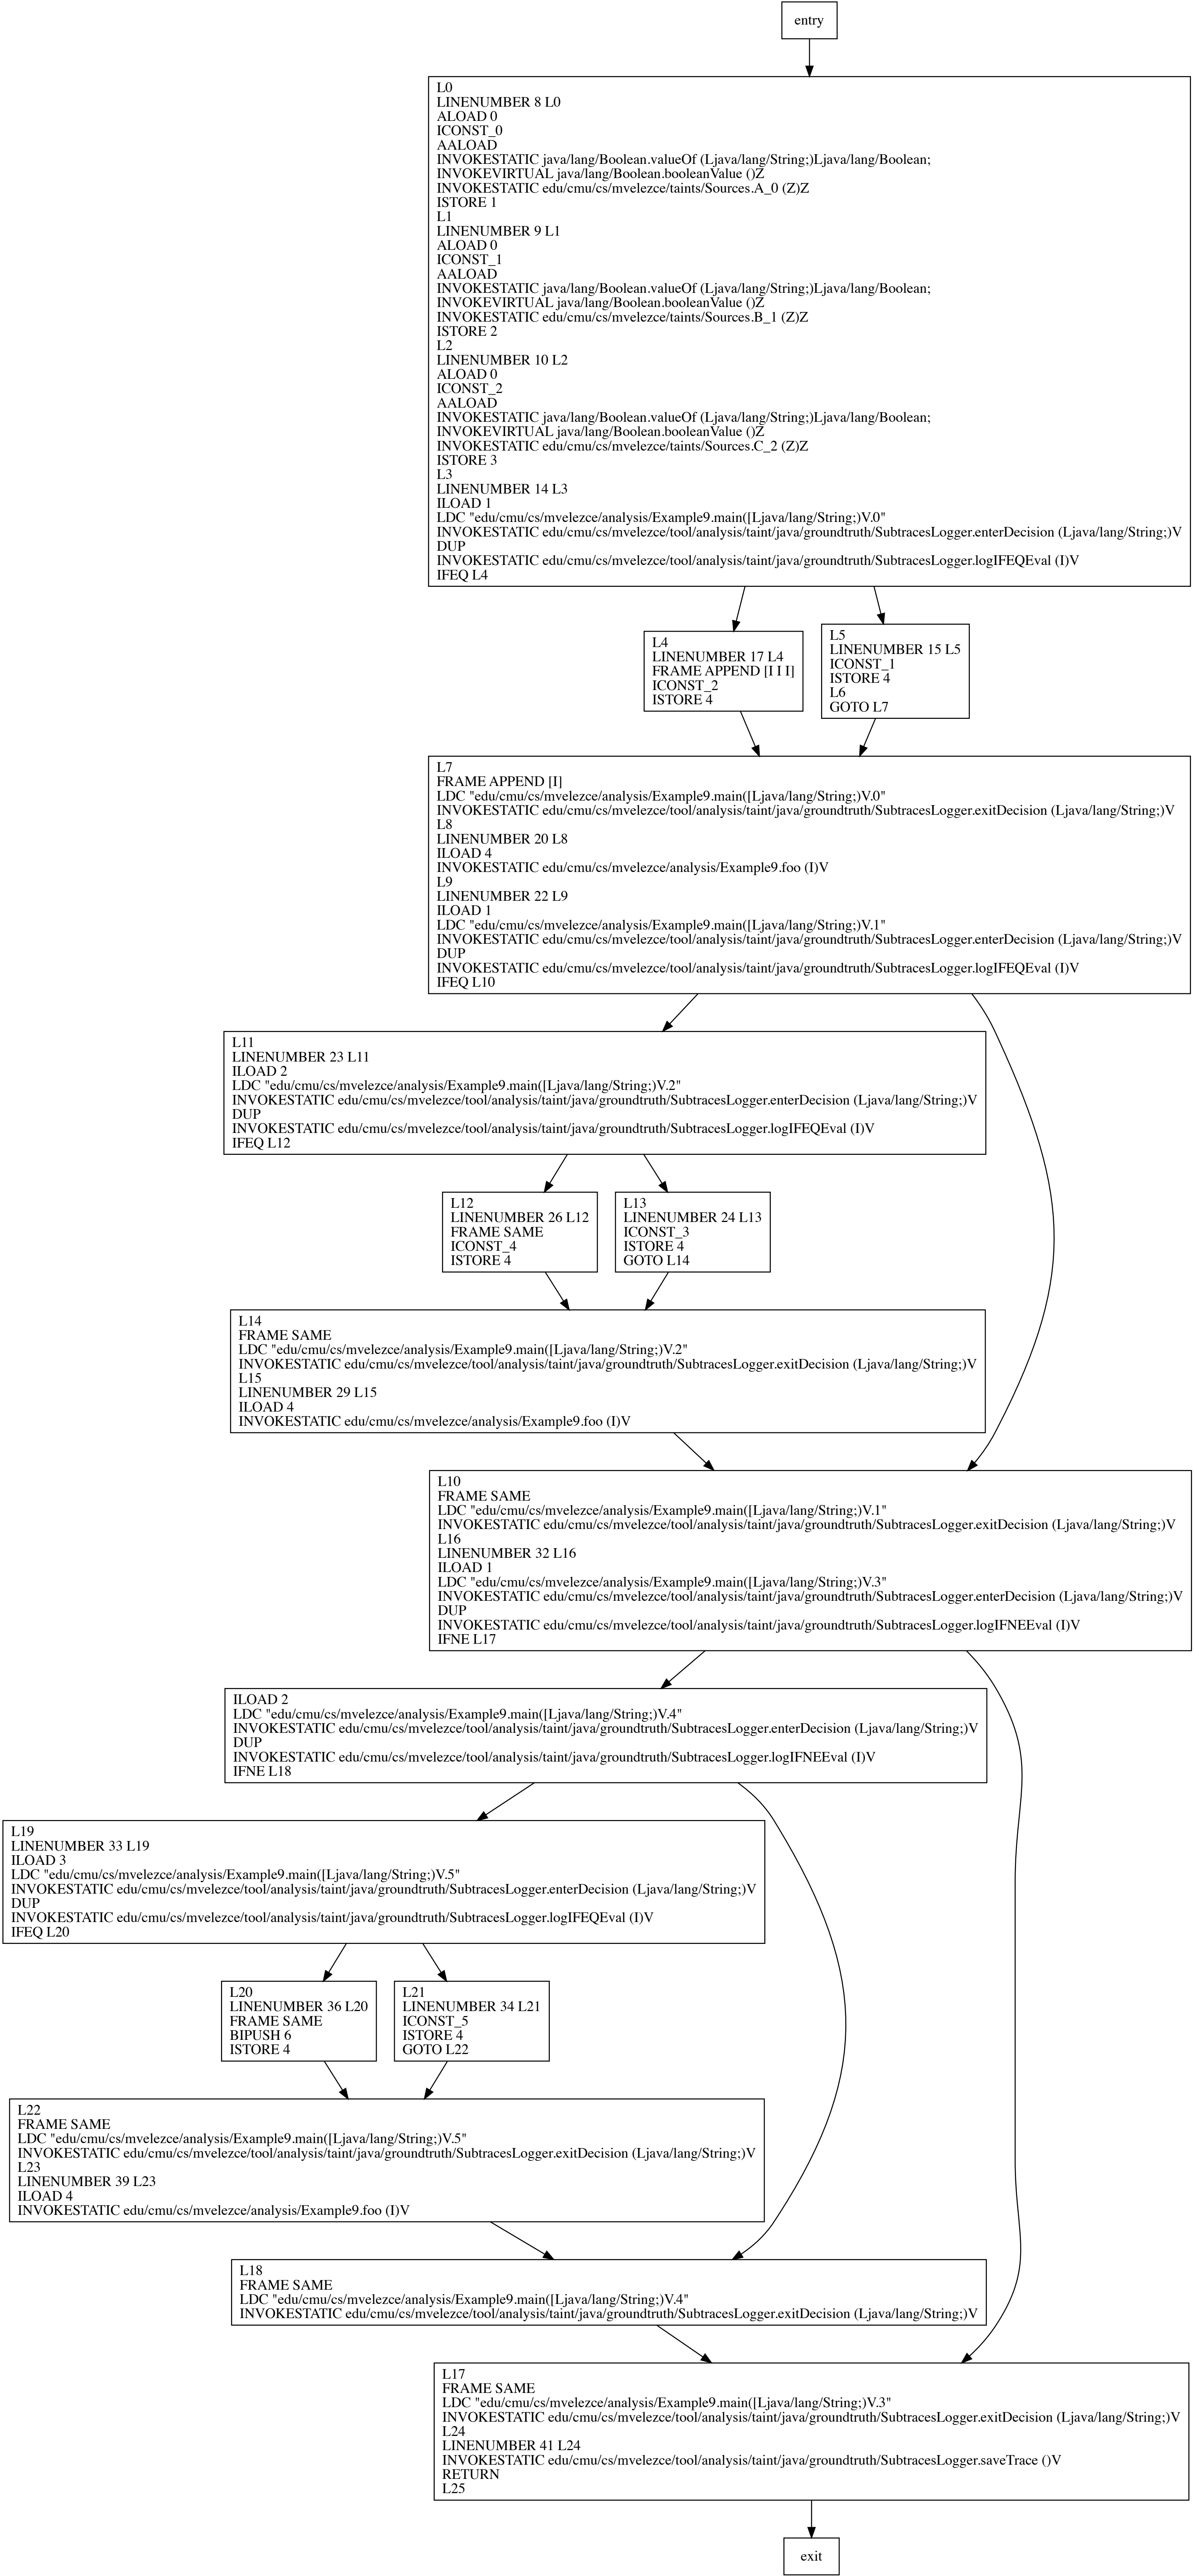 entry
L0
LINENUMBER 8 L0
ALOAD 0
ICONST_0
AALOAD
INVOKESTATIC java/lang/Boolean.valueOf (Ljava/lang/String;)Ljava/lang/Boolean;
INVOKEVIRTUAL java/lang/Boolean.booleanValue ()Z
INVOKESTATIC edu/cmu/cs/mvelezce/taints/Sources.A_0 (Z)Z
ISTORE 1
L1
LINENUMBER 9 L1
ALOAD 0
ICONST_1
AALOAD
INVOKESTATIC java/lang/Boolean.valueOf (Ljava/lang/String;)Ljava/lang/Boolean;
INVOKEVIRTUAL java/lang/Boolean.booleanValue ()Z
INVOKESTATIC edu/cmu/cs/mvelezce/taints/Sources.B_1 (Z)Z
ISTORE 2
L2
LINENUMBER 10 L2
ALOAD 0
ICONST_2
AALOAD
INVOKESTATIC java/lang/Boolean.valueOf (Ljava/lang/String;)Ljava/lang/Boolean;
INVOKEVIRTUAL java/lang/Boolean.booleanValue ()Z
INVOKESTATIC edu/cmu/cs/mvelezce/taints/Sources.C_2 (Z)Z
ISTORE 3
L3
LINENUMBER 14 L3
ILOAD 1
LDC "edu/cmu/cs/mvelezce/analysis/Example9.main([Ljava/lang/String;)V.0"
INVOKESTATIC edu/cmu/cs/mvelezce/tool/analysis/taint/java/groundtruth/SubtracesLogger.enterDecision (Ljava/lang/String;)V
DUP
INVOKESTATIC edu/cmu/cs/mvelezce/tool/analysis/taint/java/groundtruth/SubtracesLogger.logIFEQEval (I)V
IFEQ L4
L4
LINENUMBER 17 L4
FRAME APPEND [I I I]
ICONST_2
ISTORE 4
L5
LINENUMBER 15 L5
ICONST_1
ISTORE 4
L6
GOTO L7
L7
FRAME APPEND [I]
LDC "edu/cmu/cs/mvelezce/analysis/Example9.main([Ljava/lang/String;)V.0"
INVOKESTATIC edu/cmu/cs/mvelezce/tool/analysis/taint/java/groundtruth/SubtracesLogger.exitDecision (Ljava/lang/String;)V
L8
LINENUMBER 20 L8
ILOAD 4
INVOKESTATIC edu/cmu/cs/mvelezce/analysis/Example9.foo (I)V
L9
LINENUMBER 22 L9
ILOAD 1
LDC "edu/cmu/cs/mvelezce/analysis/Example9.main([Ljava/lang/String;)V.1"
INVOKESTATIC edu/cmu/cs/mvelezce/tool/analysis/taint/java/groundtruth/SubtracesLogger.enterDecision (Ljava/lang/String;)V
DUP
INVOKESTATIC edu/cmu/cs/mvelezce/tool/analysis/taint/java/groundtruth/SubtracesLogger.logIFEQEval (I)V
IFEQ L10
L11
LINENUMBER 23 L11
ILOAD 2
LDC "edu/cmu/cs/mvelezce/analysis/Example9.main([Ljava/lang/String;)V.2"
INVOKESTATIC edu/cmu/cs/mvelezce/tool/analysis/taint/java/groundtruth/SubtracesLogger.enterDecision (Ljava/lang/String;)V
DUP
INVOKESTATIC edu/cmu/cs/mvelezce/tool/analysis/taint/java/groundtruth/SubtracesLogger.logIFEQEval (I)V
IFEQ L12
L12
LINENUMBER 26 L12
FRAME SAME
ICONST_4
ISTORE 4
L13
LINENUMBER 24 L13
ICONST_3
ISTORE 4
GOTO L14
L14
FRAME SAME
LDC "edu/cmu/cs/mvelezce/analysis/Example9.main([Ljava/lang/String;)V.2"
INVOKESTATIC edu/cmu/cs/mvelezce/tool/analysis/taint/java/groundtruth/SubtracesLogger.exitDecision (Ljava/lang/String;)V
L15
LINENUMBER 29 L15
ILOAD 4
INVOKESTATIC edu/cmu/cs/mvelezce/analysis/Example9.foo (I)V
L10
FRAME SAME
LDC "edu/cmu/cs/mvelezce/analysis/Example9.main([Ljava/lang/String;)V.1"
INVOKESTATIC edu/cmu/cs/mvelezce/tool/analysis/taint/java/groundtruth/SubtracesLogger.exitDecision (Ljava/lang/String;)V
L16
LINENUMBER 32 L16
ILOAD 1
LDC "edu/cmu/cs/mvelezce/analysis/Example9.main([Ljava/lang/String;)V.3"
INVOKESTATIC edu/cmu/cs/mvelezce/tool/analysis/taint/java/groundtruth/SubtracesLogger.enterDecision (Ljava/lang/String;)V
DUP
INVOKESTATIC edu/cmu/cs/mvelezce/tool/analysis/taint/java/groundtruth/SubtracesLogger.logIFNEEval (I)V
IFNE L17
ILOAD 2
LDC "edu/cmu/cs/mvelezce/analysis/Example9.main([Ljava/lang/String;)V.4"
INVOKESTATIC edu/cmu/cs/mvelezce/tool/analysis/taint/java/groundtruth/SubtracesLogger.enterDecision (Ljava/lang/String;)V
DUP
INVOKESTATIC edu/cmu/cs/mvelezce/tool/analysis/taint/java/groundtruth/SubtracesLogger.logIFNEEval (I)V
IFNE L18
L19
LINENUMBER 33 L19
ILOAD 3
LDC "edu/cmu/cs/mvelezce/analysis/Example9.main([Ljava/lang/String;)V.5"
INVOKESTATIC edu/cmu/cs/mvelezce/tool/analysis/taint/java/groundtruth/SubtracesLogger.enterDecision (Ljava/lang/String;)V
DUP
INVOKESTATIC edu/cmu/cs/mvelezce/tool/analysis/taint/java/groundtruth/SubtracesLogger.logIFEQEval (I)V
IFEQ L20
L20
LINENUMBER 36 L20
FRAME SAME
BIPUSH 6
ISTORE 4
L21
LINENUMBER 34 L21
ICONST_5
ISTORE 4
GOTO L22
L22
FRAME SAME
LDC "edu/cmu/cs/mvelezce/analysis/Example9.main([Ljava/lang/String;)V.5"
INVOKESTATIC edu/cmu/cs/mvelezce/tool/analysis/taint/java/groundtruth/SubtracesLogger.exitDecision (Ljava/lang/String;)V
L23
LINENUMBER 39 L23
ILOAD 4
INVOKESTATIC edu/cmu/cs/mvelezce/analysis/Example9.foo (I)V
L18
FRAME SAME
LDC "edu/cmu/cs/mvelezce/analysis/Example9.main([Ljava/lang/String;)V.4"
INVOKESTATIC edu/cmu/cs/mvelezce/tool/analysis/taint/java/groundtruth/SubtracesLogger.exitDecision (Ljava/lang/String;)V
L17
FRAME SAME
LDC "edu/cmu/cs/mvelezce/analysis/Example9.main([Ljava/lang/String;)V.3"
INVOKESTATIC edu/cmu/cs/mvelezce/tool/analysis/taint/java/groundtruth/SubtracesLogger.exitDecision (Ljava/lang/String;)V
L24
LINENUMBER 41 L24
INVOKESTATIC edu/cmu/cs/mvelezce/tool/analysis/taint/java/groundtruth/SubtracesLogger.saveTrace ()V
RETURN
L25
exit